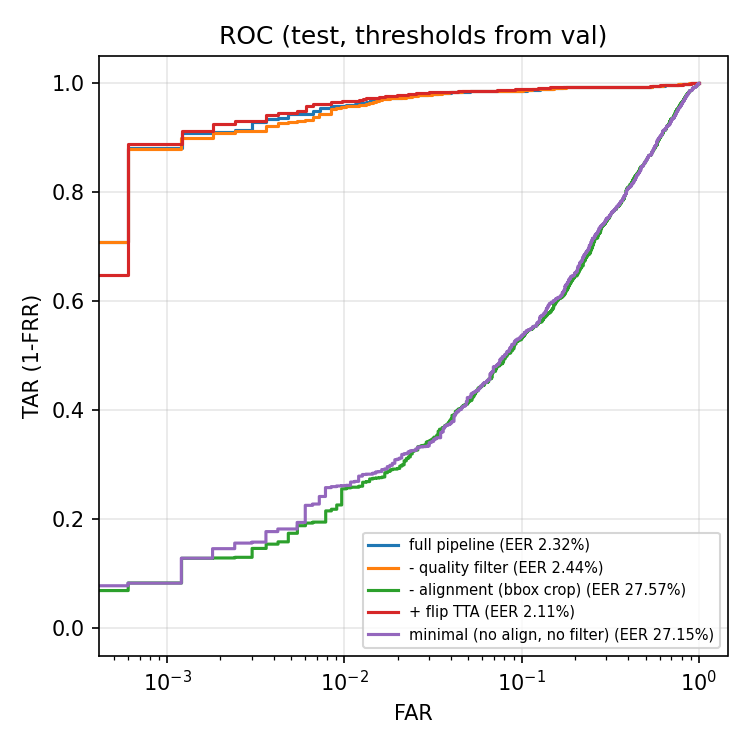 ROC (test, thresholds from val)
TAR (1-FRR)
1.0
0.8
0.6
0.4
0.2
0.0
full pipeline (EER 2.32%)
- quality filter (EER 2.44%)
- alignment (bbox crop) (EER 27.57%)
+ flip TTA (EER 2.11%)
minimal (no align, no filter) (EER 27.15%)
10⁻³ 10⁻² 10⁻¹ 10⁰
FAR